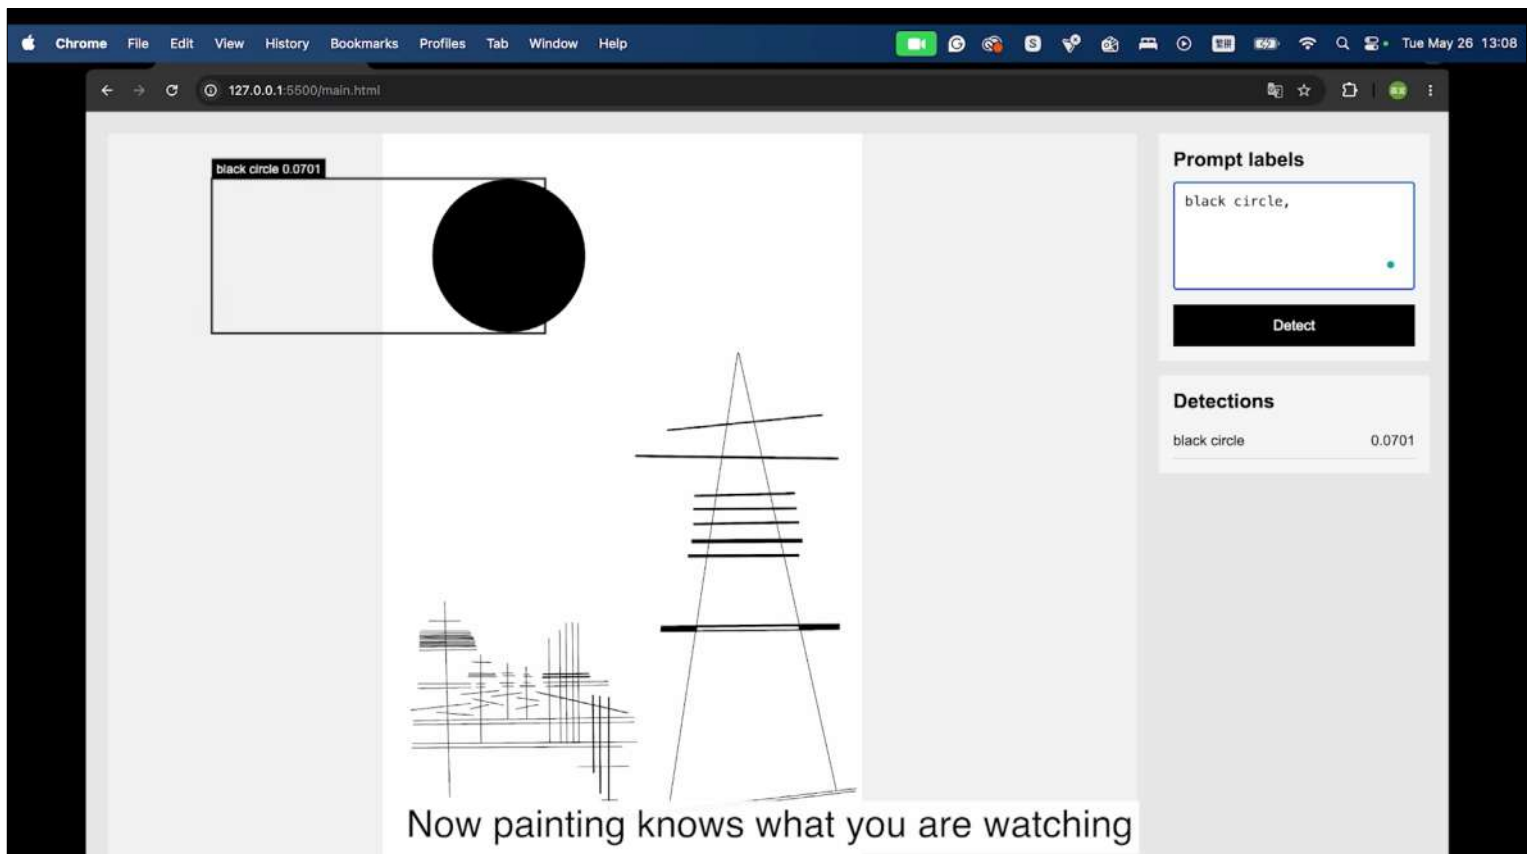 Chrome File Edit View History Bookmarks Profiles Tab Window Help
Tue May 26 13:08
127.0.0.1:5500/main.html
black circle 0.0701
Prompt labels
black circle,
Detect
Detections
black circle 0.0701
Now painting knows what you are watching